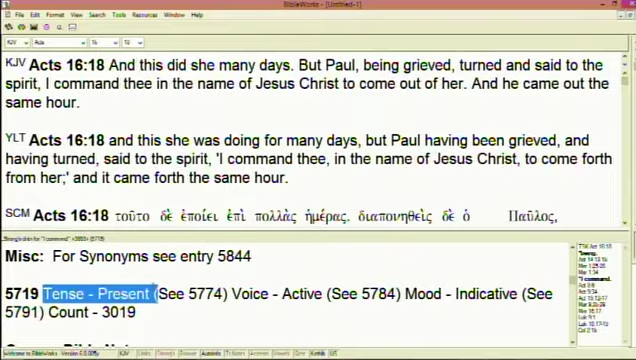 BibleWorks - [Untitled-1]
File Edit Format View Search Tools Resources Window Help
KJV Acts 16 18
KJV Acts 16:18 And this did she many days. But Paul, being grieved, turned and said to the
spirit, I command thee in the name of Jesus Christ to come out of her. And he came out the
same hour.
YLT Acts 16:18 and this she was doing for many days, but Paul having been grieved, and
having turned, said to the spirit, 'I command thee, in the name of Jesus Christ, to come forth
from her;' and it came forth the same hour.
SCM Acts 16:18 τοῦτο δὲ ἐποίει ἐπὶ πολλὰς ἡμέρας. διαπονηθεὶς δὲ ὁ Παῦλος,
Misc: For Synonyms see entry 5844
5719 Tense - Present (See 5774) Voice - Active (See 5784) Mood - Indicative (See
5791) Count - 3019